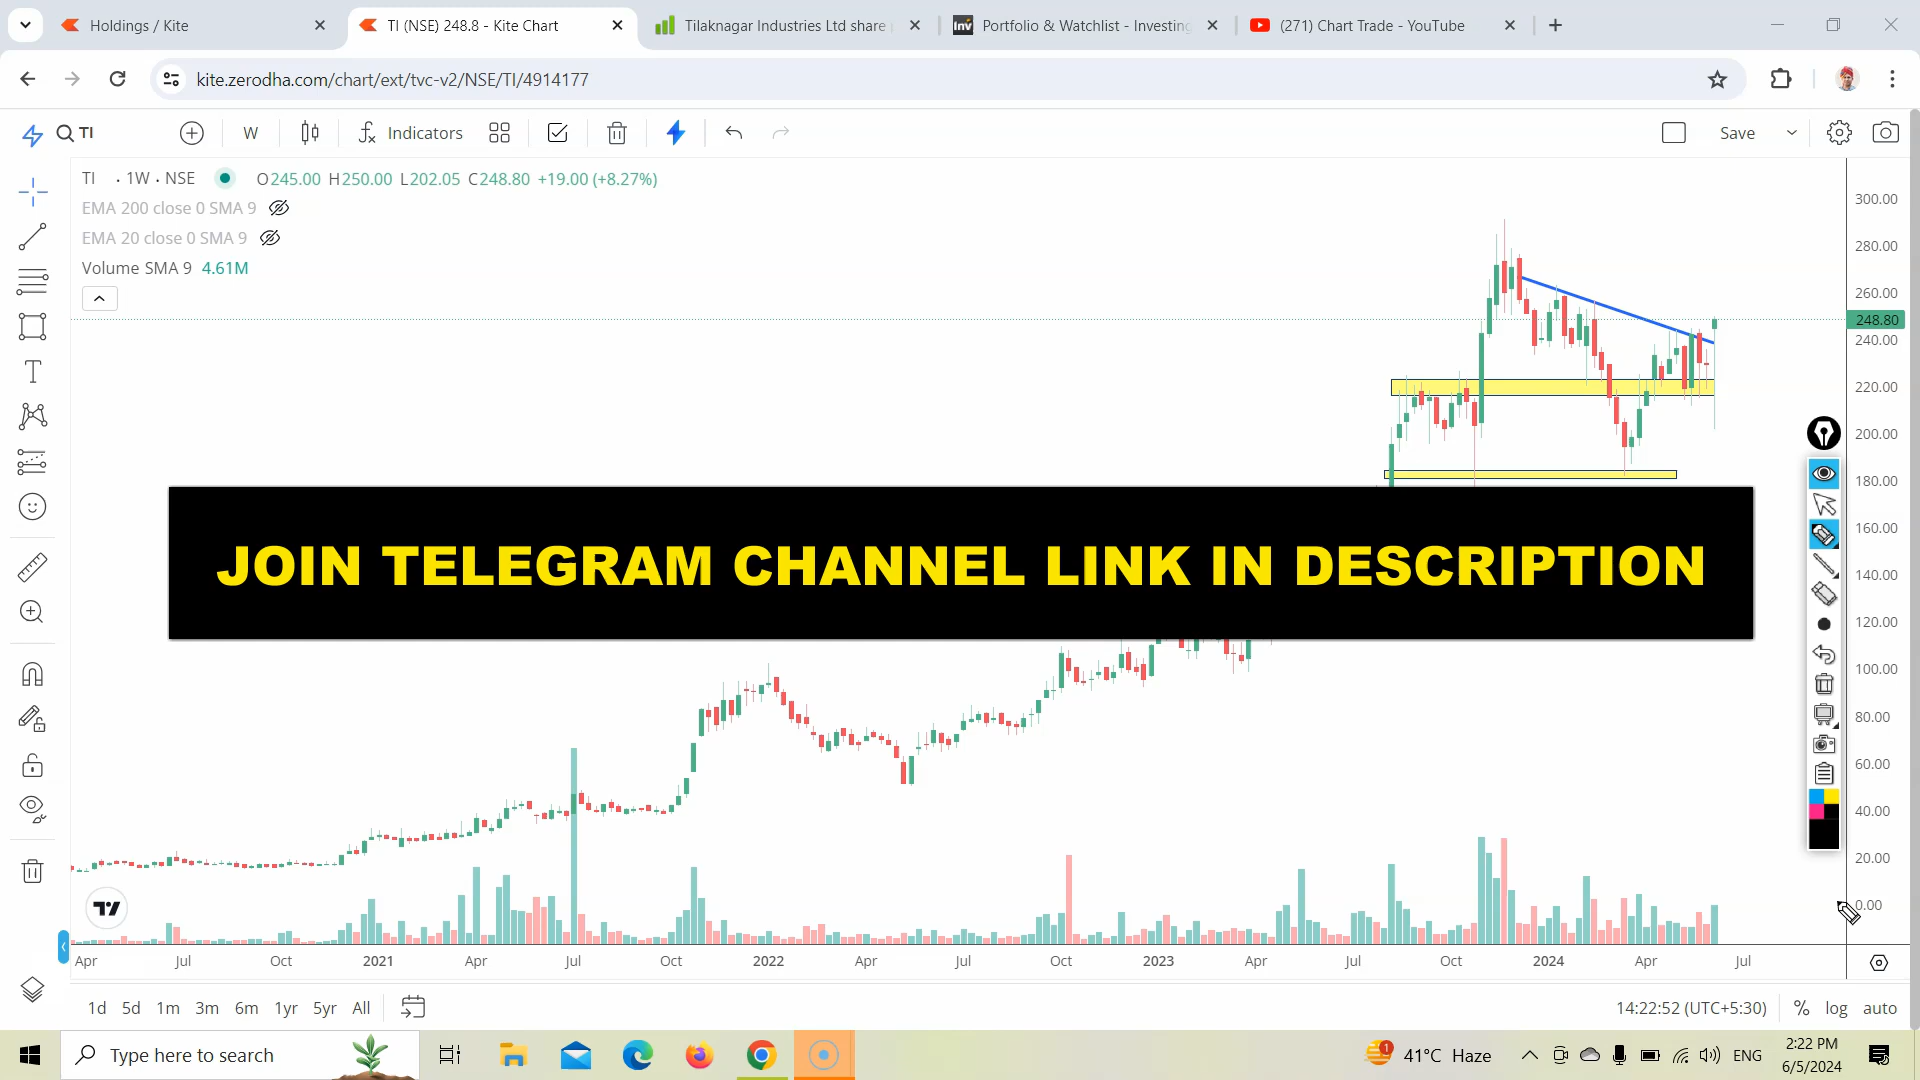 Holdings / Kite
TI (NSE) 248.8 - Kite Chart
Tilaknagar Industries Ltd share
Portfolio & Watchlist - Investing
(271) Chart Trade - YouTube
kite.zerodha.com/chart/ext/tvc-v2/NSE/TI/4914177
TI
W
Indicators
Save
TI · 1W · NSE O245.00 H250.00 L202.05 C248.80 +19.00 (+8.27%)
EMA 200 close 0 SMA 9
EMA 20 close 0 SMA 9
Volume SMA 9 4.61M
300.00
280.00
260.00
248.80
240.00
220.00
200.00
180.00
160.00
140.00
120.00
100.00
80.00
60.00
40.00
20.00
0.00
JOIN TELEGRAM CHANNEL LINK IN DESCRIPTION
Apr Jul Oct 2021 Apr Jul Oct 2022 Apr Jul Oct 2023 Apr Jul Oct 2024 Apr Jul
1d 5d 1m 3m 6m 1yr 5yr All
14:22:52 (UTC+5:30) % log auto
Type here to search
1
41°C Haze
ENG
2:22 PM
6/5/2024